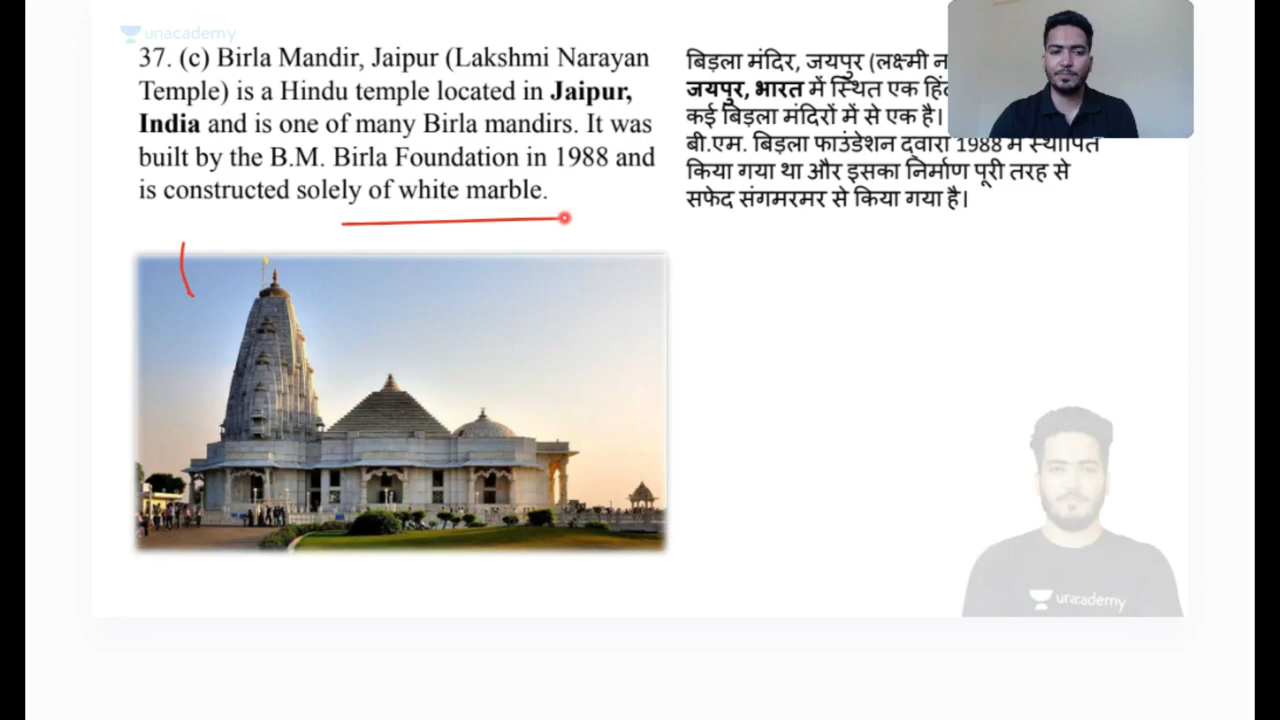 unacademy
37. (c) Birla Mandir, Jaipur (Lakshmi Narayan
Temple) is a Hindu temple located in Jaipur,
India and is one of many Birla mandirs. It was
built by the B.M. Birla Foundation in 1988 and
is constructed solely of white marble.
बिड़ला मंदिर, जयपुर (लक्ष्मी
जयपुर, भारत में स्थित एक
कई बिड़ला मंदिरों में से एक है।
बी.एम. बिड़ला फाउंडेशन द्वारा 1988 में स्थापित
किया गया था और इसका निर्माण पूरी तरह से
सफेद संगमरमर से किया गया है।
unacademy